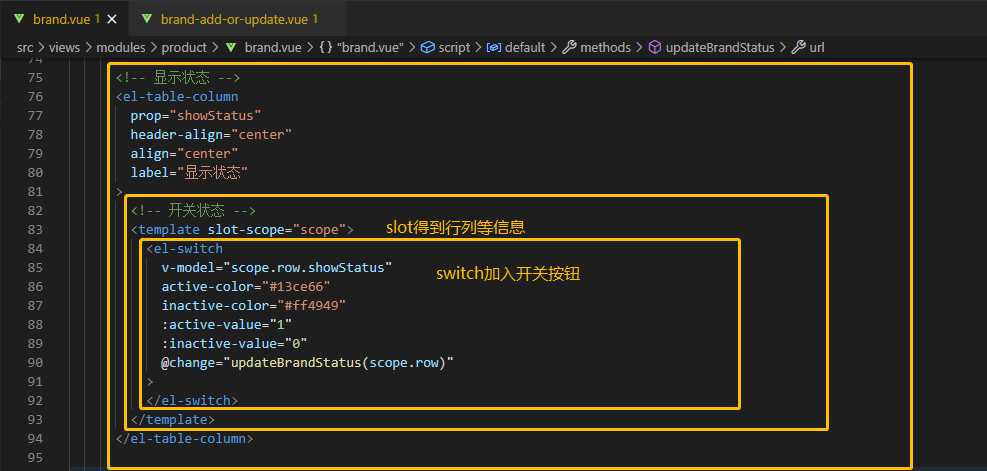 brand.vue 1 × brand-add-or-update.vue 1
src > views > modules > product > brand.vue > {} "brand.vue" > script > default > methods > updateBrandStatus > url
74
75 <!-- 显示状态 -->
76 <el-table-column
77 prop="showStatus"
78 header-align="center"
79 align="center"
80 label="显示状态"
81 >
82 <!-- 开关状态 -->
83 <template slot-scope="scope"> slot得到行列等信息
84 <el-switch
85 v-model="scope.row.showStatus" switch加入开关按钮
86 active-color="#13ce66"
87 inactive-color="#ff4949"
88 :active-value="1"
89 :inactive-value="0"
90 @change="updateBrandStatus(scope.row)"
91 >
92 </el-switch>
93 </template>
94 </el-table-column>
95